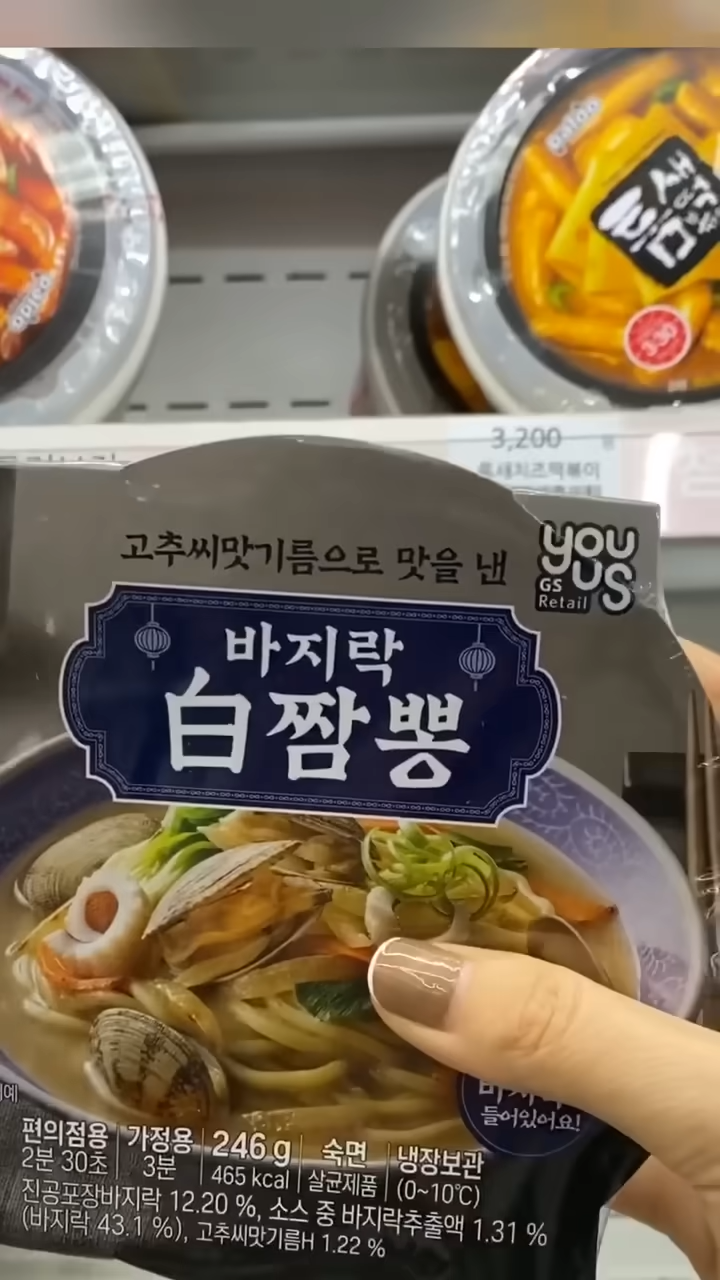 paldo
3.30
3,200
고추씨맛기름으로 맛을 낸
you
US
GS
Retail
바지락
白짬뽕
들어있어요!
편의점용 가정용 246 g 숙면 냉장보관
2분 30초 3분 465 kcal 살균제품 (0~10℃)
진공포장바지락 12.20 %, 소스 중 바지락추출액 1.31 %
(바지락 43.1 %), 고추씨맛기름H 1.22 %